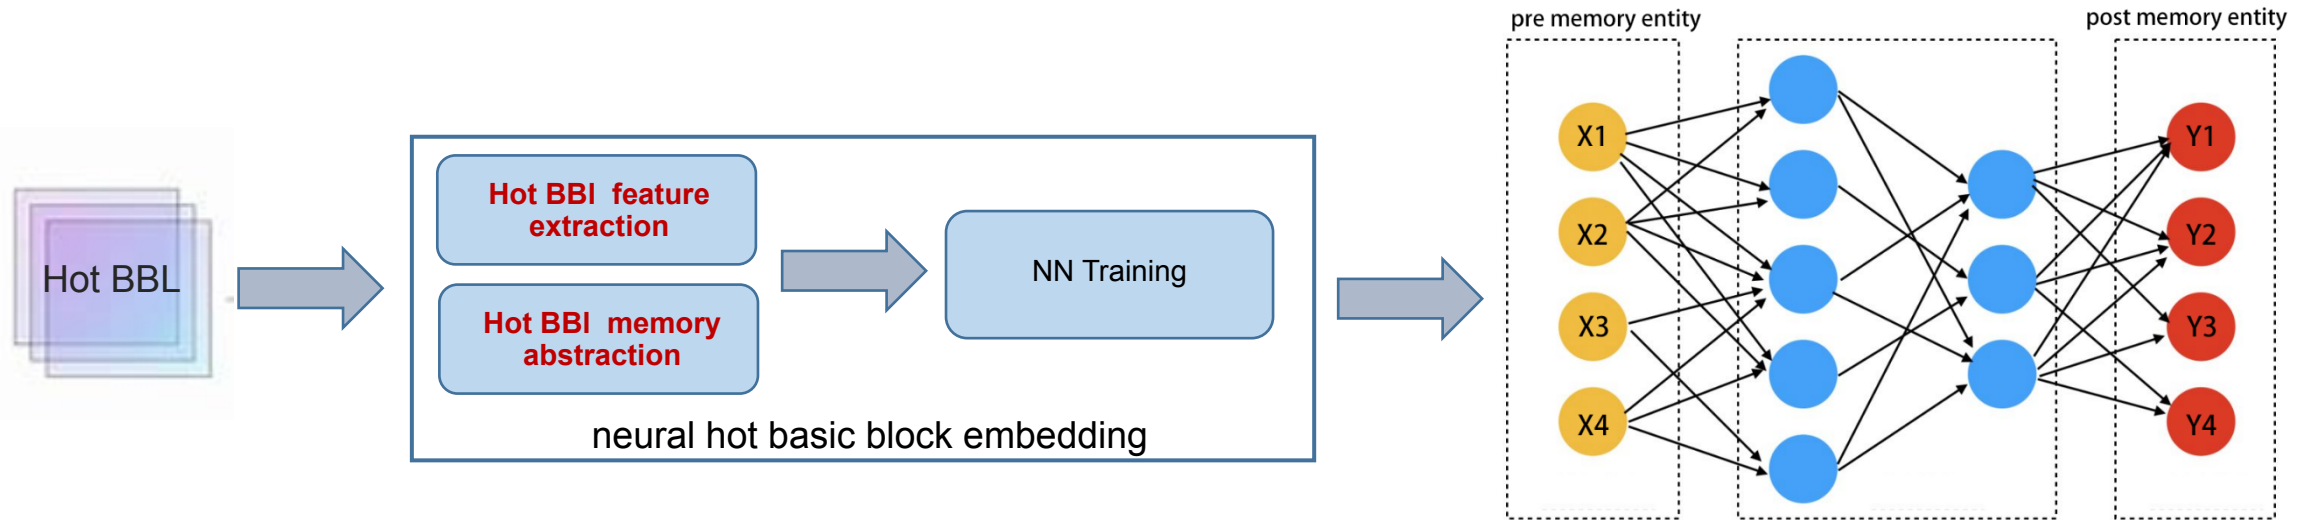 Hot BBL
Hot BBI feature
extraction
Hot BBI memory
abstraction
NN Training
neural hot basic block embedding
pre memory entity
post memory entity
X1
X2
X3
X4
Y1
Y2
Y3
Y4